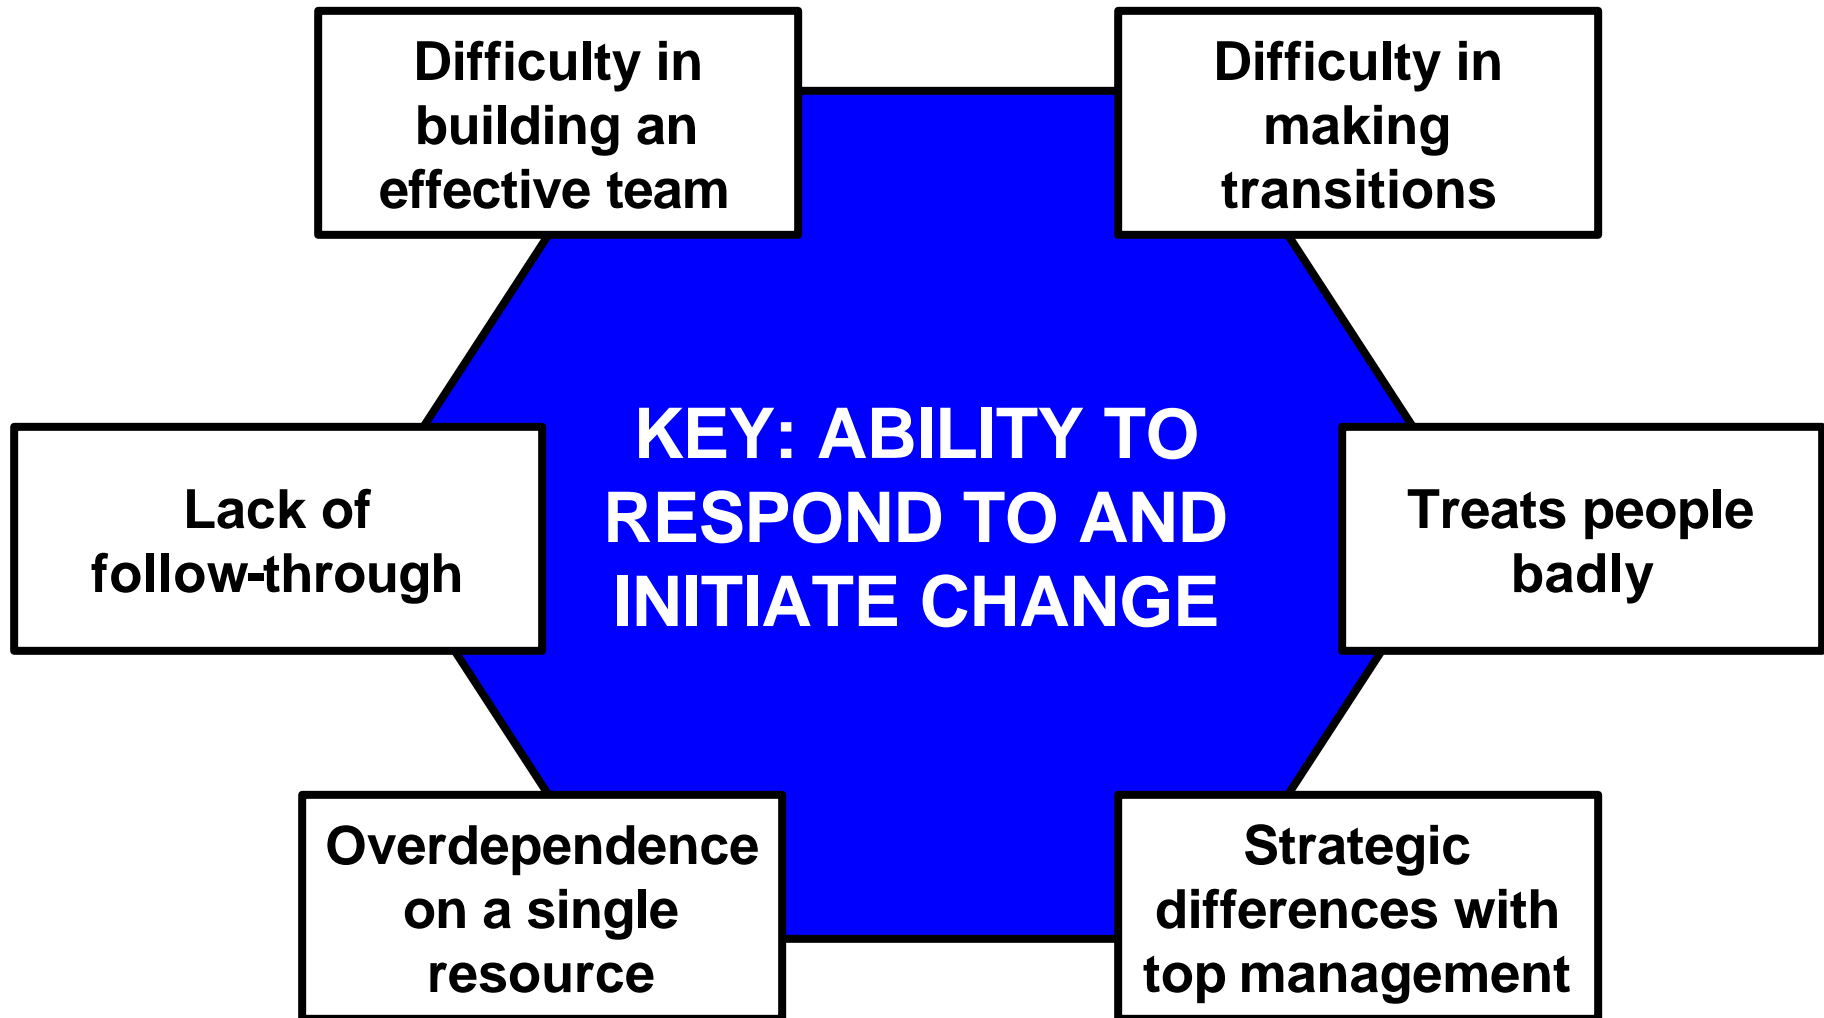 Difficulty in
building an
effective team
Difficulty in
making
transitions
KEY: ABILITY TO
RESPOND TO AND
INITIATE CHANGE
Lack of
follow-through
Treats people
badly
Overdependence
on a single
resource
Strategic
differences with
top management